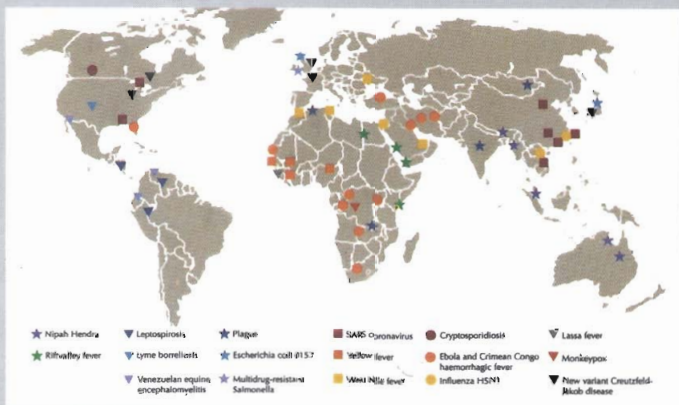 Nipah Hendra
Riftvalley fever
Leptospirosis
Lyme borreliosis
Venezuelan equine
encephalomyelitis
Plague
Escherichia coli
Multidrug-resistant
Salmonella
SARS coronavirus
Yellow fever
West Nile fever
Cryptosporidiosis
Ebola and Crimean Congo
haemorrhagic fever
Influenza H5N1
Lassa fever
Monkeypox
New variant Creutzfeld-
Jakob disease